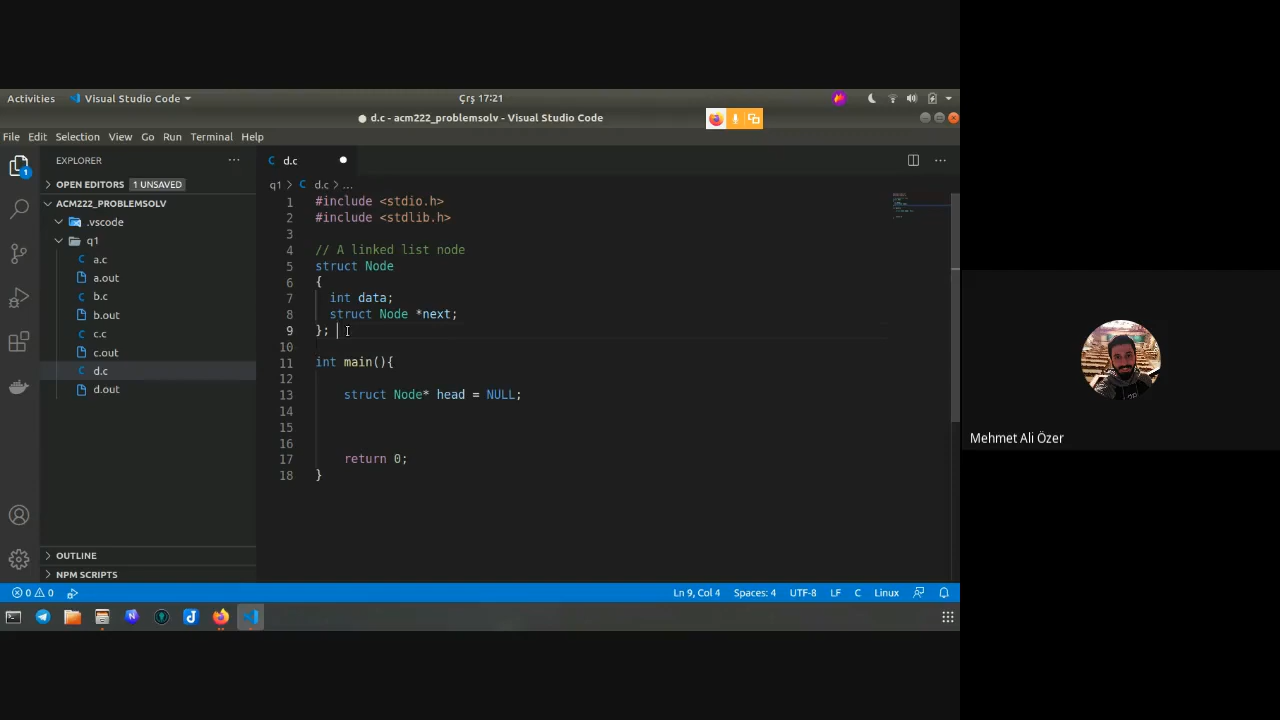 Activities Visual Studio Code Çrş 17:21
d.c - acm222_problemsolv - Visual Studio Code
File Edit Selection View Go Run Terminal Help
EXPLORER ... d.c ...
OPEN EDITORS 1 UNSAVED q1 > C d.c > ...
ACM222_PROBLEMSOLV
.vscode
q1
C a.c
a.out
C b.c
b.out
C c.c
c.out
C d.c
d.out
OUTLINE
NPM SCRIPTS
1 #include <stdio.h>
2 #include <stdlib.h>
3
4 // A linked list node
5 struct Node
6 {
7 int data;
8 struct Node *next;
9 };
10
11 int main(){
12
13 struct Node* head = NULL;
14
15
16
17 return 0;
18 }
0 0 Ln 9, Col 4 Spaces: 4 UTF-8 LF C Linux
Mehmet Ali Özer